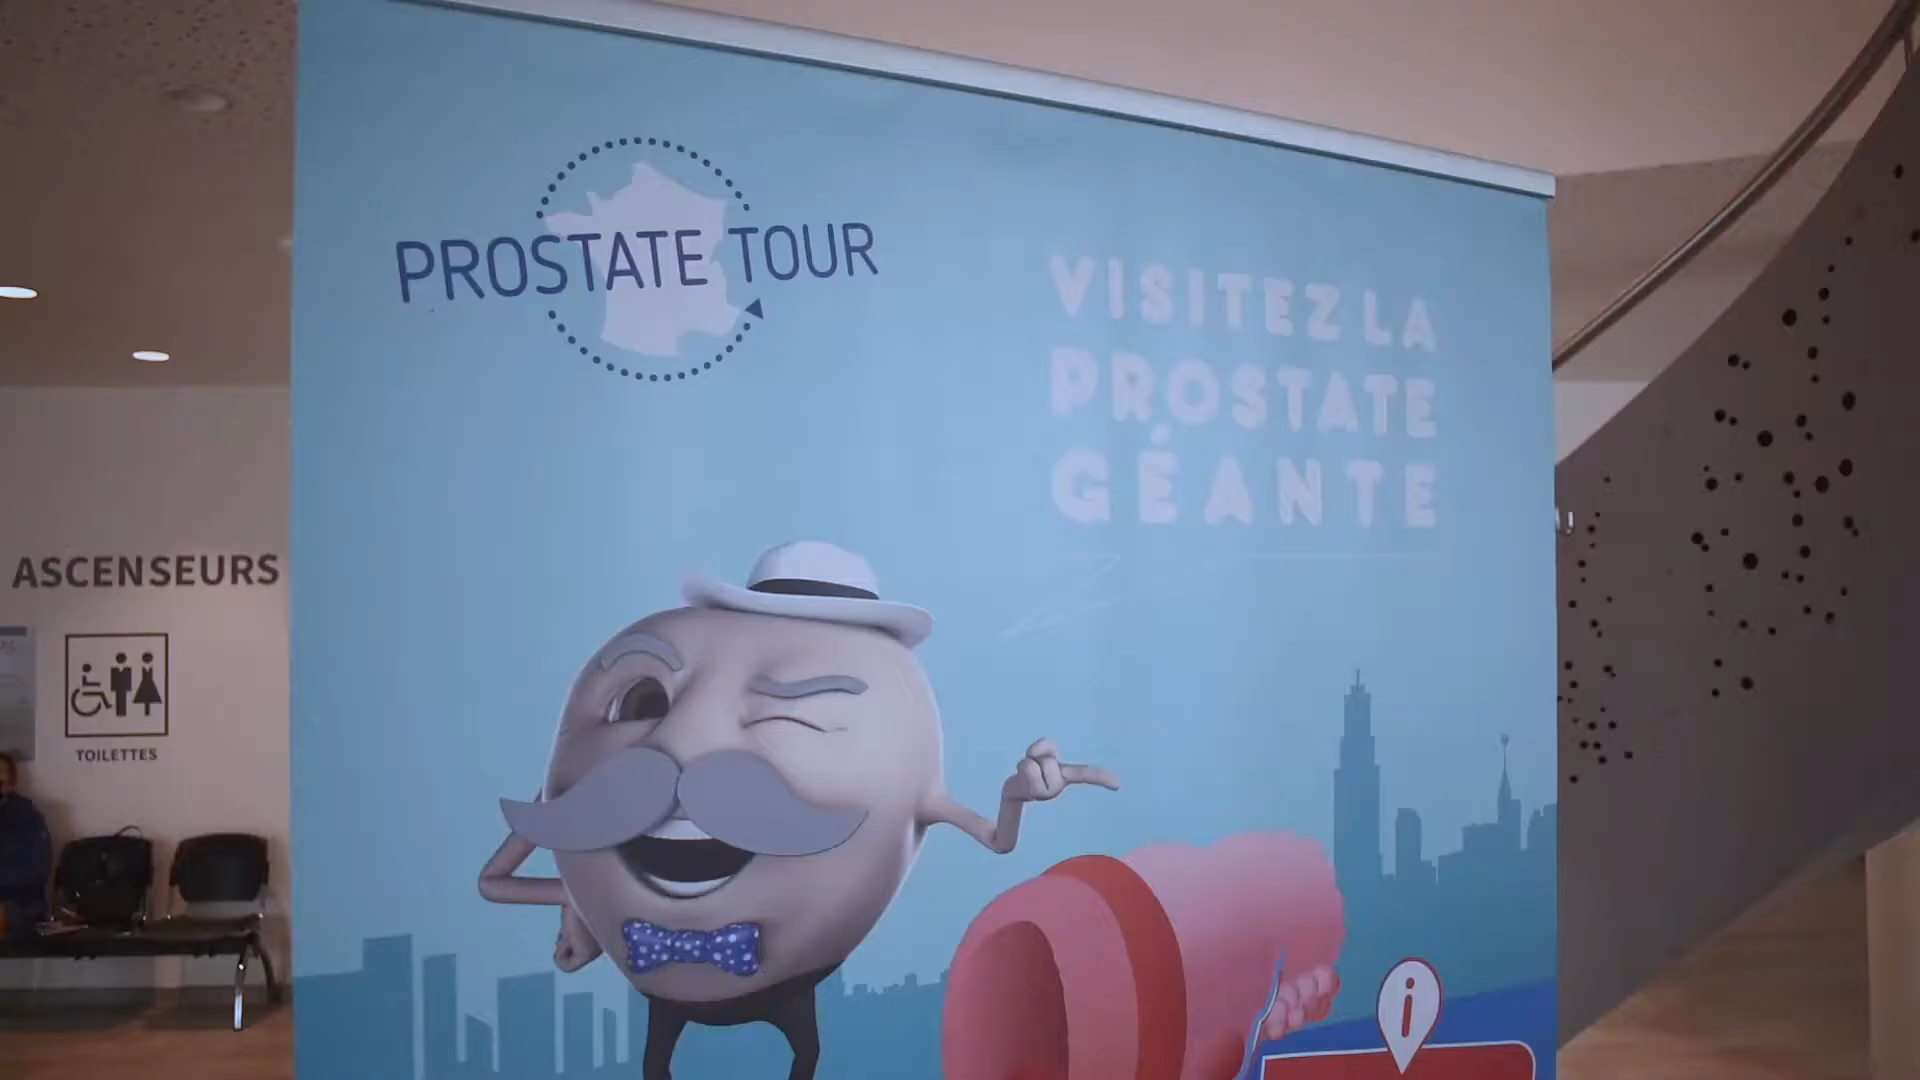 PROSTATE TOUR
VISITEZ LA
PROSTATE
GÉANTE
ASCENSEURS
TOILETTES
i